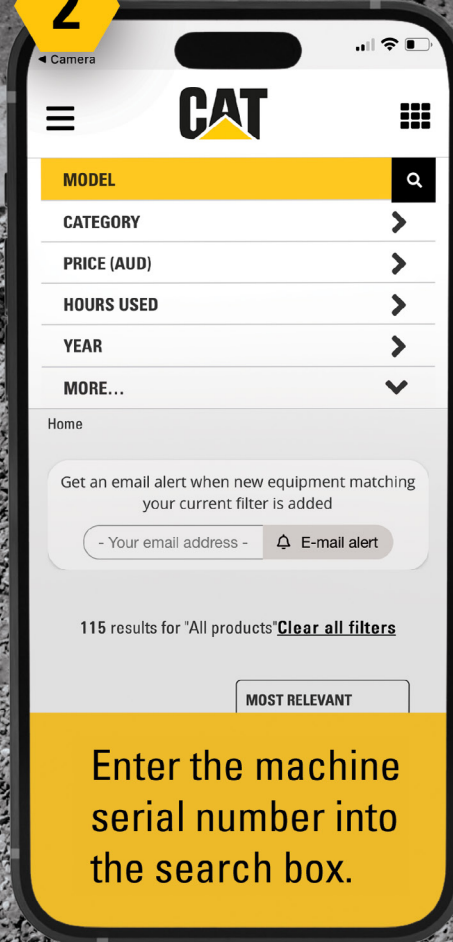 2
◀ Camera
CAT
MODEL
CATEGORY
PRICE (AUD)
HOURS USED
YEAR
MORE...
Home
Get an email alert when new equipment matching
your current filter is added
- Your email address - E-mail alert
115 results for "All products"Clear all filters
MOST RELEVANT
Enter the machine
serial number into
the search box.